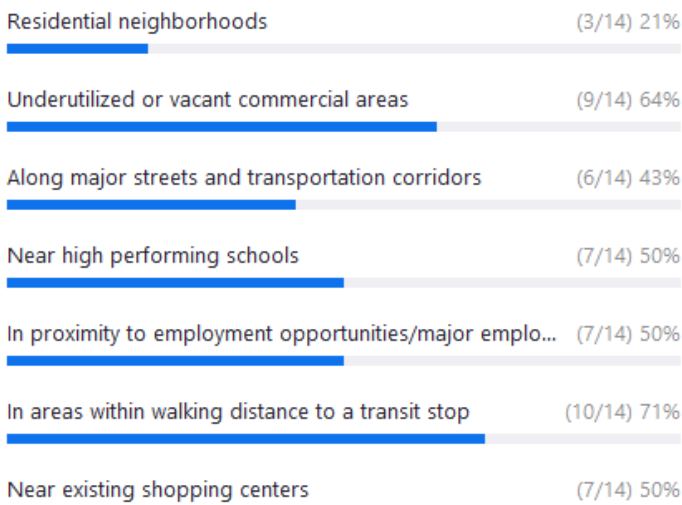 Residential neighborhoods (3/14) 21%
Underutilized or vacant commercial areas (9/14) 64%
Along major streets and transportation corridors (6/14) 43%
Near high performing schools (7/14) 50%
In proximity to employment opportunities/major emplo... (7/14) 50%
In areas within walking distance to a transit stop (10/14) 71%
Near existing shopping centers (7/14) 50%